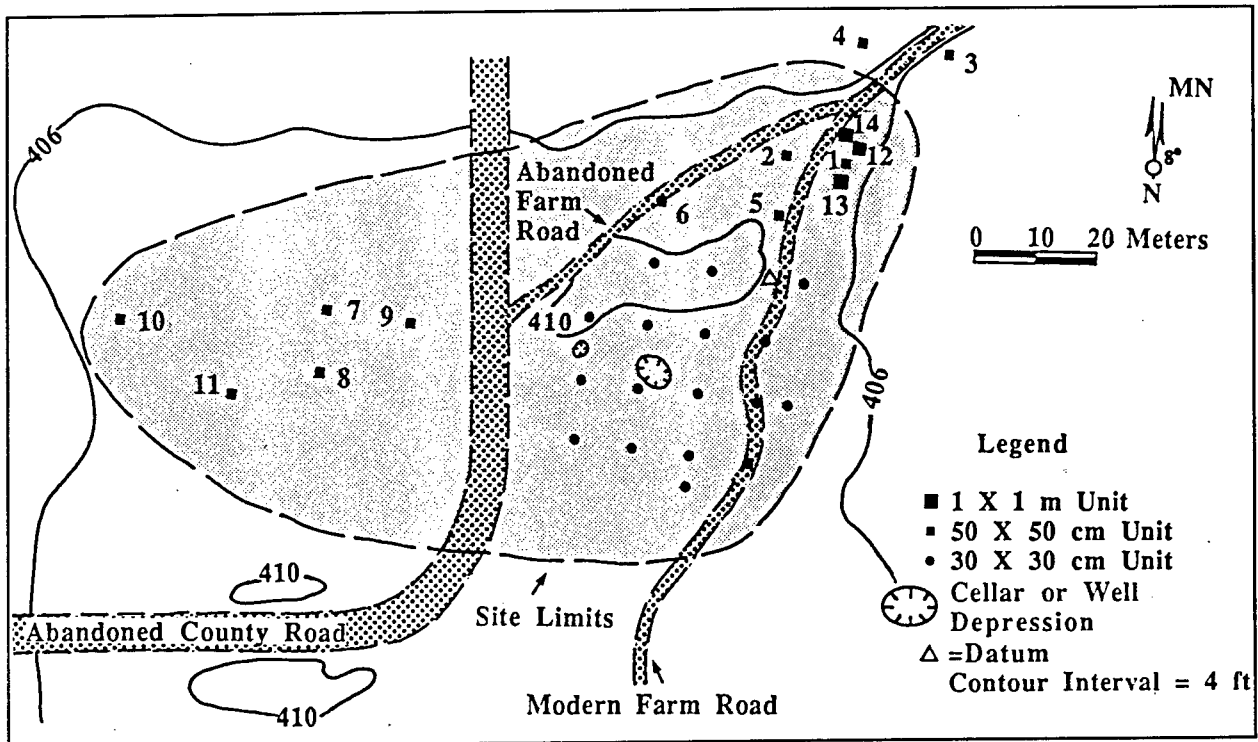 4
3
MN
406
14
2
1
12
8°
N
Abandoned
Farm
Road
6
5
13
0 10 20 Meters
10
7
9
410
8
11
406
Legend
■ 1 X 1 m Unit
▪ 50 X 50 cm Unit
• 30 X 30 cm Unit
Cellar or Well
Depression
△ =Datum
Contour Interval = 4 ft
410
Site Limits
Abandoned County Road
410
Modern Farm Road